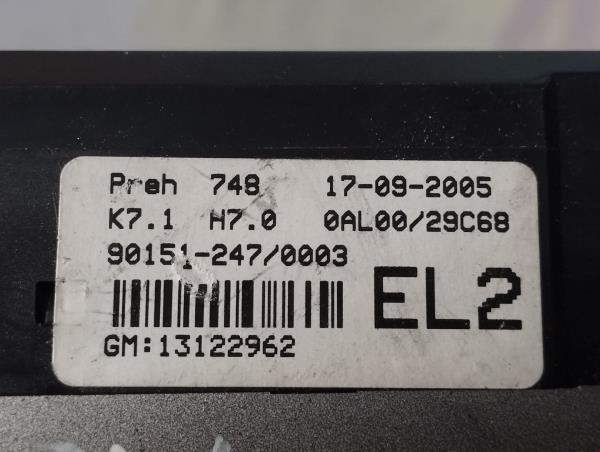 Preh 748 17-09-2005
K7.1 H7.0 0AL00/29C68
90151-247/0003
EL2
GM:13122962